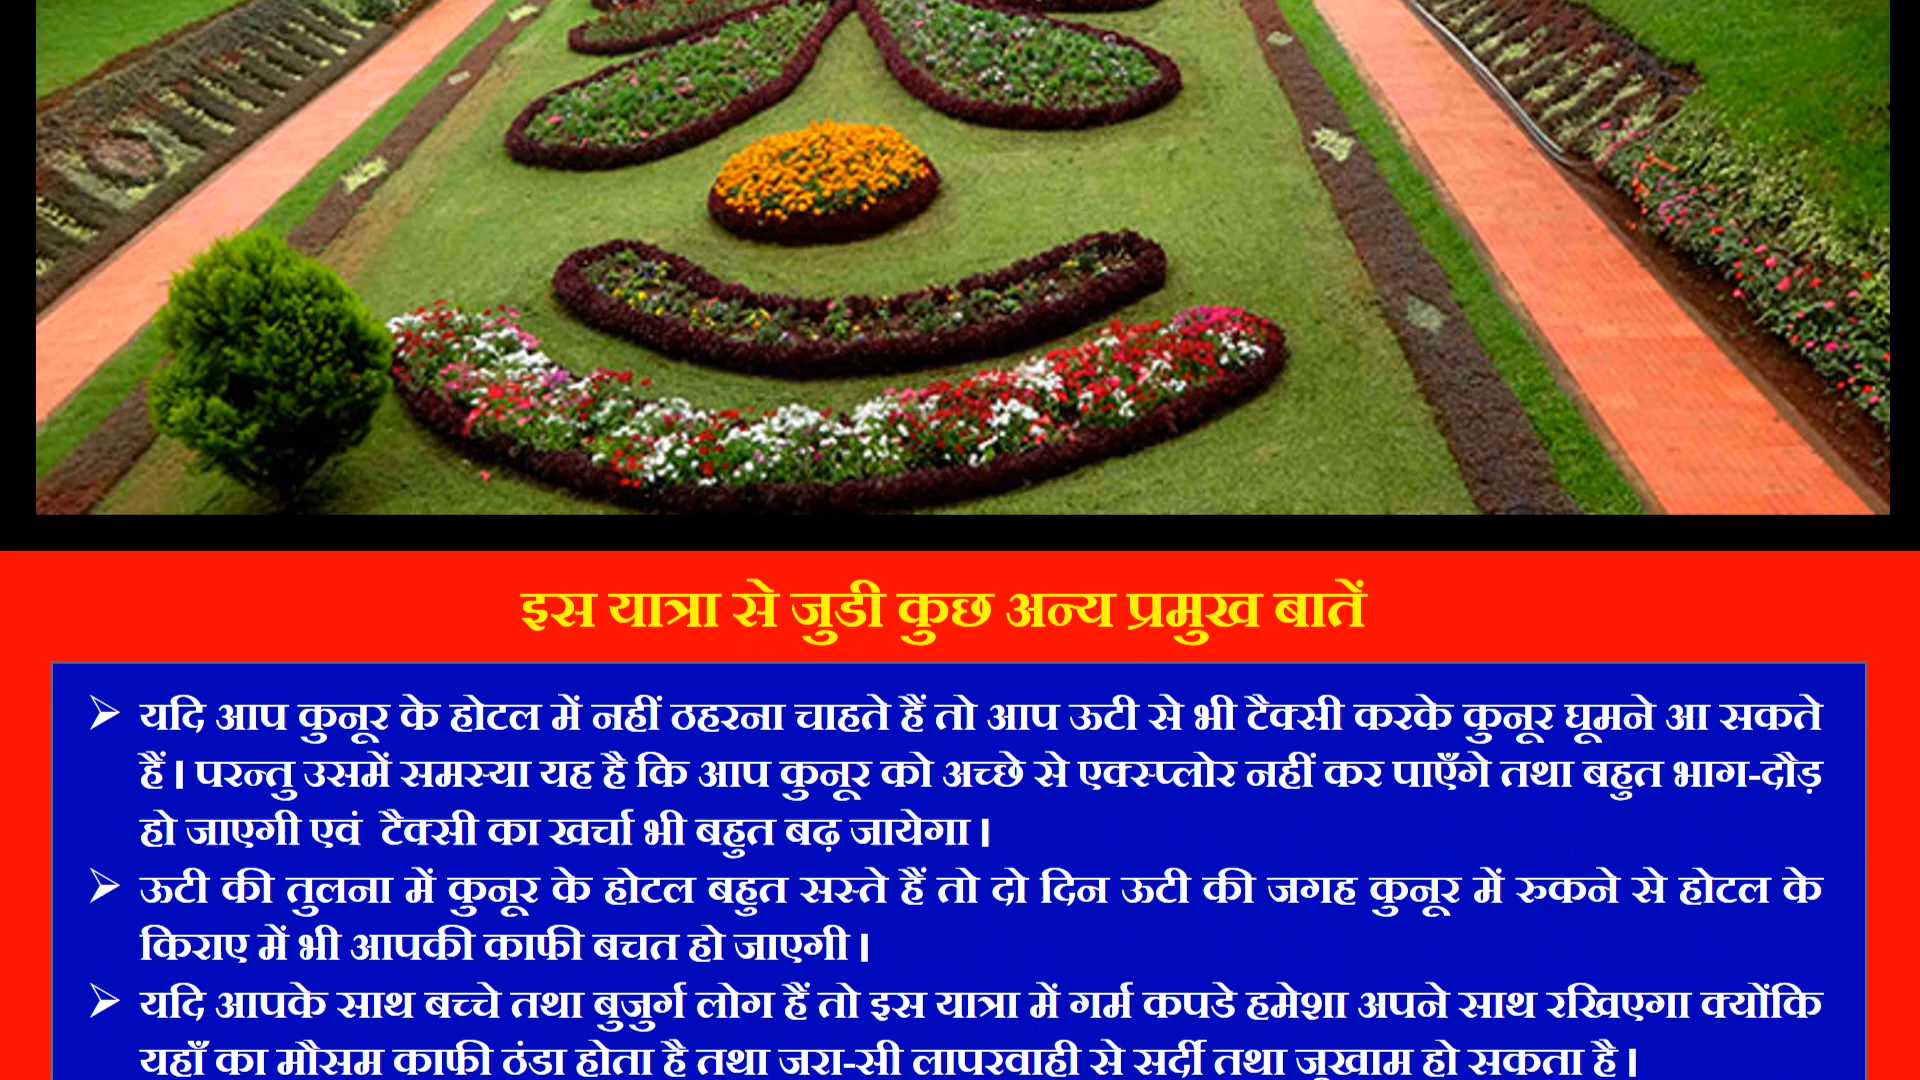 इस यात्रा से जुडी कुछ अन्य प्रमुख बातें
➢ यदि आप कुनूर के होटल में नहीं ठहरना चाहते हैं तो आप ऊटी से भी टैक्सी करके कुनूर घूमने आ सकते
हैं। परन्तु उसमें समस्या यह है कि आप कुनूर को अच्छे से एक्स्प्लोर नहीं कर पाएँगे तथा बहुत भाग-दौड़
हो जाएगी एवं टैक्सी का खर्चा भी बहुत बढ़ जायेगा।
➢ ऊटी की तुलना में कुनूर के होटल बहुत सस्ते हैं तो दो दिन ऊटी की जगह कुनूर में रुकने से होटल के
किराए में भी आपकी काफी बचत हो जाएगी।
➢ यदि आपके साथ बच्चे तथा बुजुर्ग लोग हैं तो इस यात्रा में गर्म कपडे हमेशा अपने साथ रखिएगा क्योंकि
यहाँ का मौसम काफी ठंडा होता है तथा जरा-सी लापरवाही से सर्दी तथा जुखाम हो सकता है।